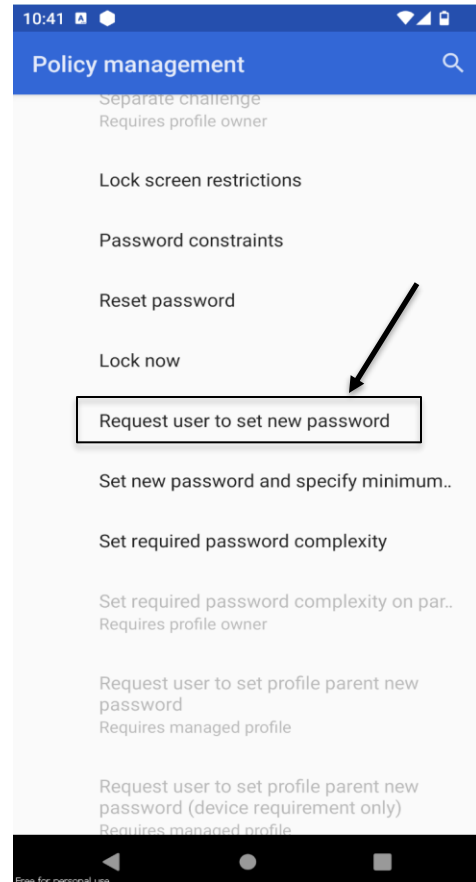 10:41
Policy management
Separate challenge
Requires profile owner
Lock screen restrictions
Password constraints
Reset password
Lock now
Request user to set new password
Set new password and specify minimum..
Set required password complexity
Set required password complexity on par..
Requires profile owner
Request user to set profile parent new
password
Requires managed profile
Request user to set profile parent new
password (device requirement only)
Requires managed profile
Free for personal use